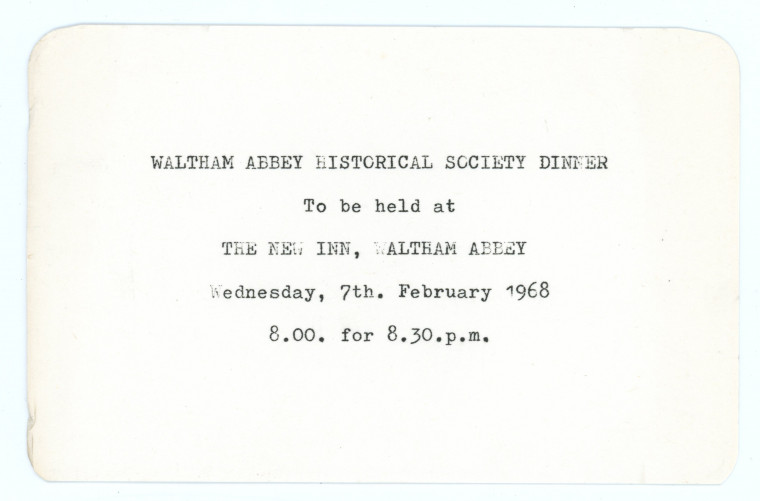 WALTHAM ABBEY HISTORICAL SOCIETY DINNER
To be held at
THE NEW INN, WALTHAM ABBEY
Wednesday, 7th. February 1968
8.00. for 8.30.p.m.